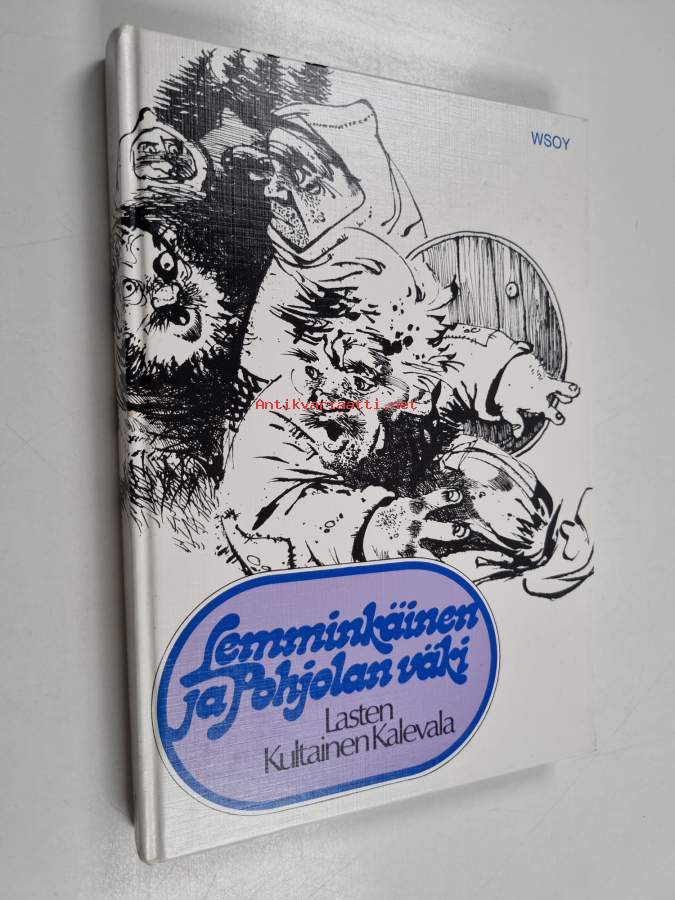 WSOY
Antikvariaatti.net
Lemminkäinen
ja Pohjolan väki
Lasten
Kultainen Kalevala